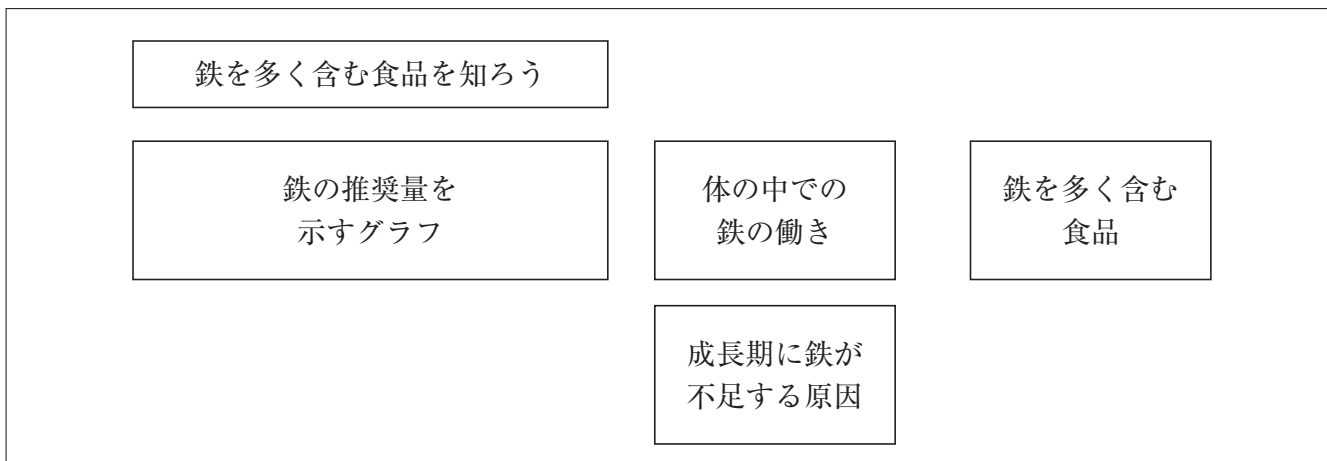 鉄を多く含む食品を知ろう
鉄の推奨量を
示すグラフ
体の中での
鉄の働き
成長期に鉄が
不足する原因
鉄を多く含む
食品